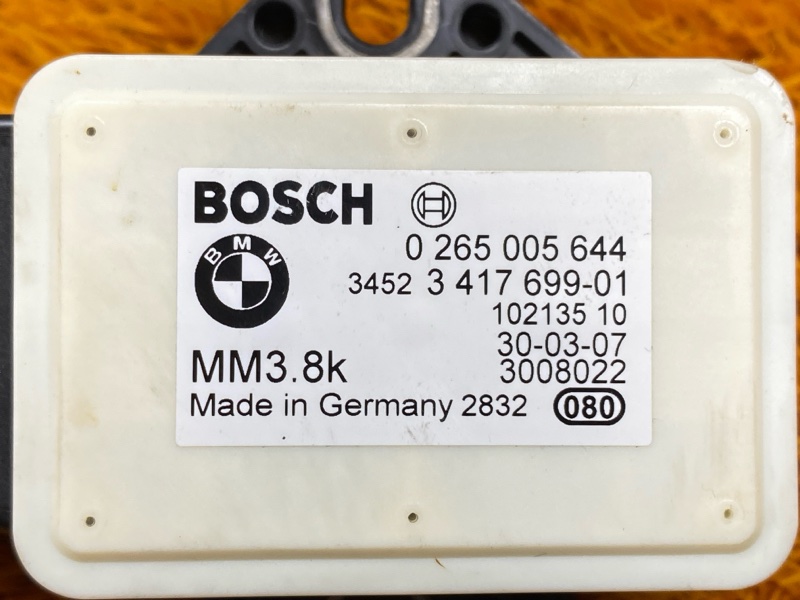 BOSCH
0 265 005 644
BMW
3452 3 417 699-01
102135 10
30-03-07
MM3.8k 3008022
Made in Germany 2832 080